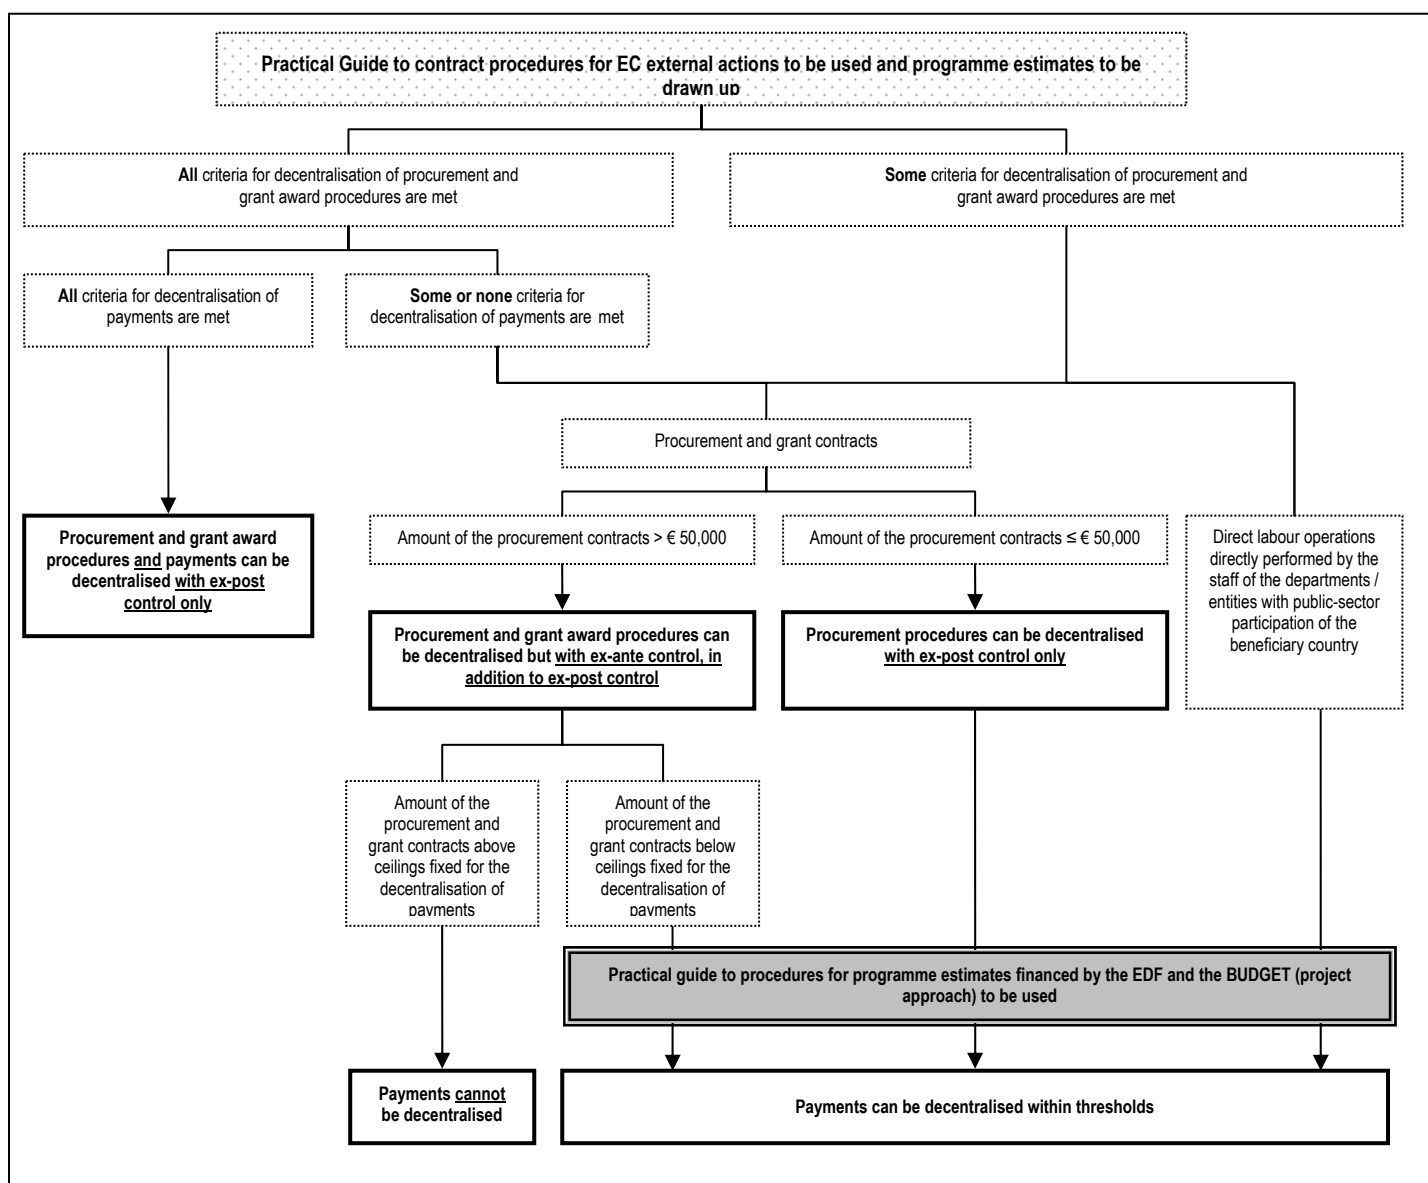 Practical Guide to contract procedures for EC external actions to be used and programme estimates to be
drawn up
All criteria for decentralisation of procurement and
grant award procedures are met
Some criteria for decentralisation of procurement and
grant award procedures are met
All criteria for decentralisation of
payments are met
Some or none criteria for
decentralisation of payments are met
Procurement and grant contracts
Procurement and grant award
procedures and payments can be
decentralised with ex-post
control only
Amount of the procurement contracts > € 50,000
Amount of the procurement contracts ≤ € 50,000
Direct labour operations
directly performed by the
staff of the departments /
entities with public-sector
participation of the
beneficiary country
Procurement and grant award procedures can
be decentralised but with ex-ante control, in
addition to ex-post control
Procurement procedures can be decentralised
with ex-post control only
Amount of the
procurement and
grant contracts above
ceilings fixed for the
decentralisation of
payments
Amount of the
procurement and
grant contracts below
ceilings fixed for the
decentralisation of
payments
Practical guide to procedures for programme estimates financed by the EDF and the BUDGET (project
approach) to be used
Payments cannot
be decentralised
Payments can be decentralised within thresholds